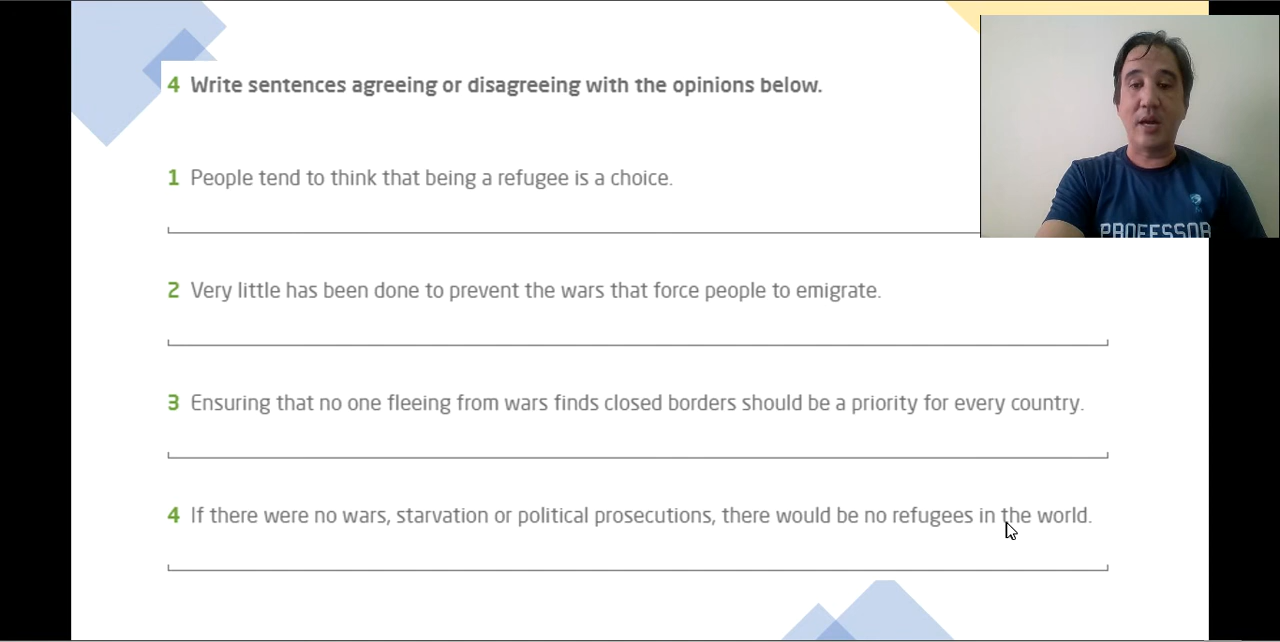 4 Write sentences agreeing or disagreeing with the opinions below.
1 People tend to think that being a refugee is a choice.
PROFESSOR
2 Very little has been done to prevent the wars that force people to emigrate.
3 Ensuring that no one fleeing from wars finds closed borders should be a priority for every country.
4 If there were no wars, starvation or political prosecutions, there would be no refugees in the world.